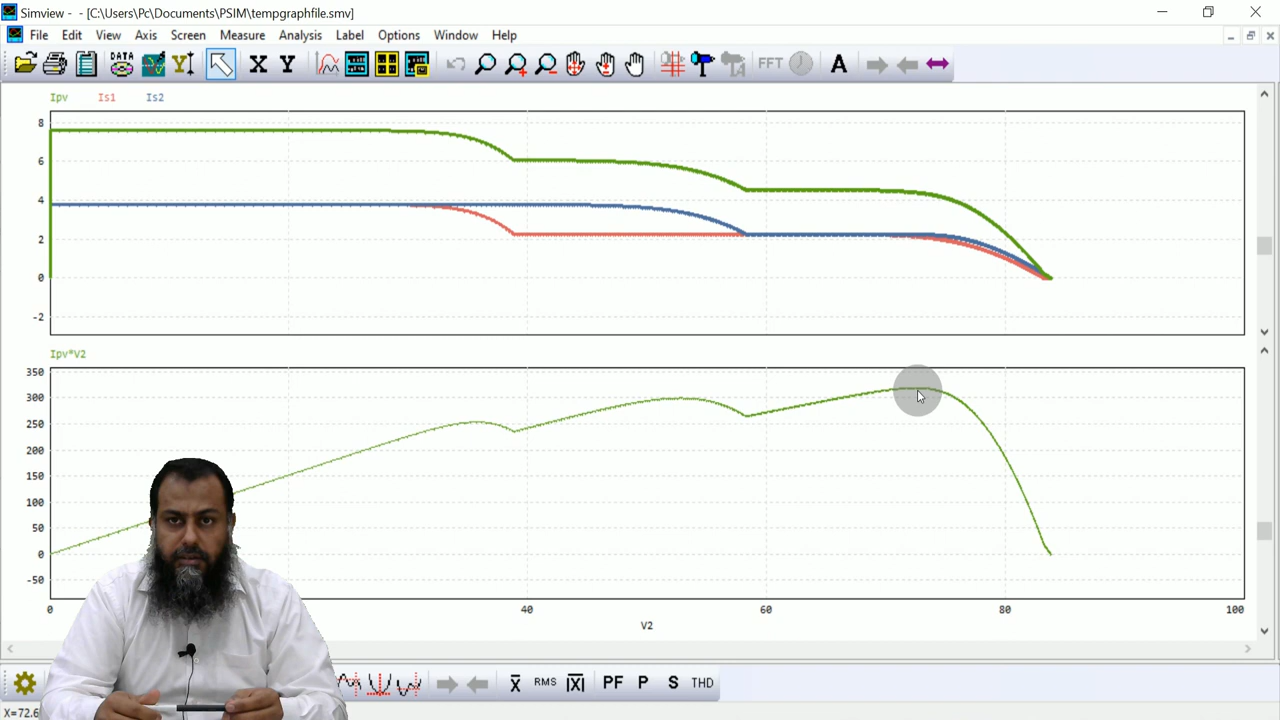 Simview - - [C:\Users\Pc\Documents\PSIM\tempgraphfile.smv]
File Edit View Axis Screen Measure Analysis Label Options Window Help
DATA Y X Y FFT A
Ipv Is1 Is2
8
6
4
2
0
-2
Ipv*V2
350
300
250
200
150
100
50
0
-50
0 40 60 80 100
V2
X RMS |X| PF P S THD
X=72.6